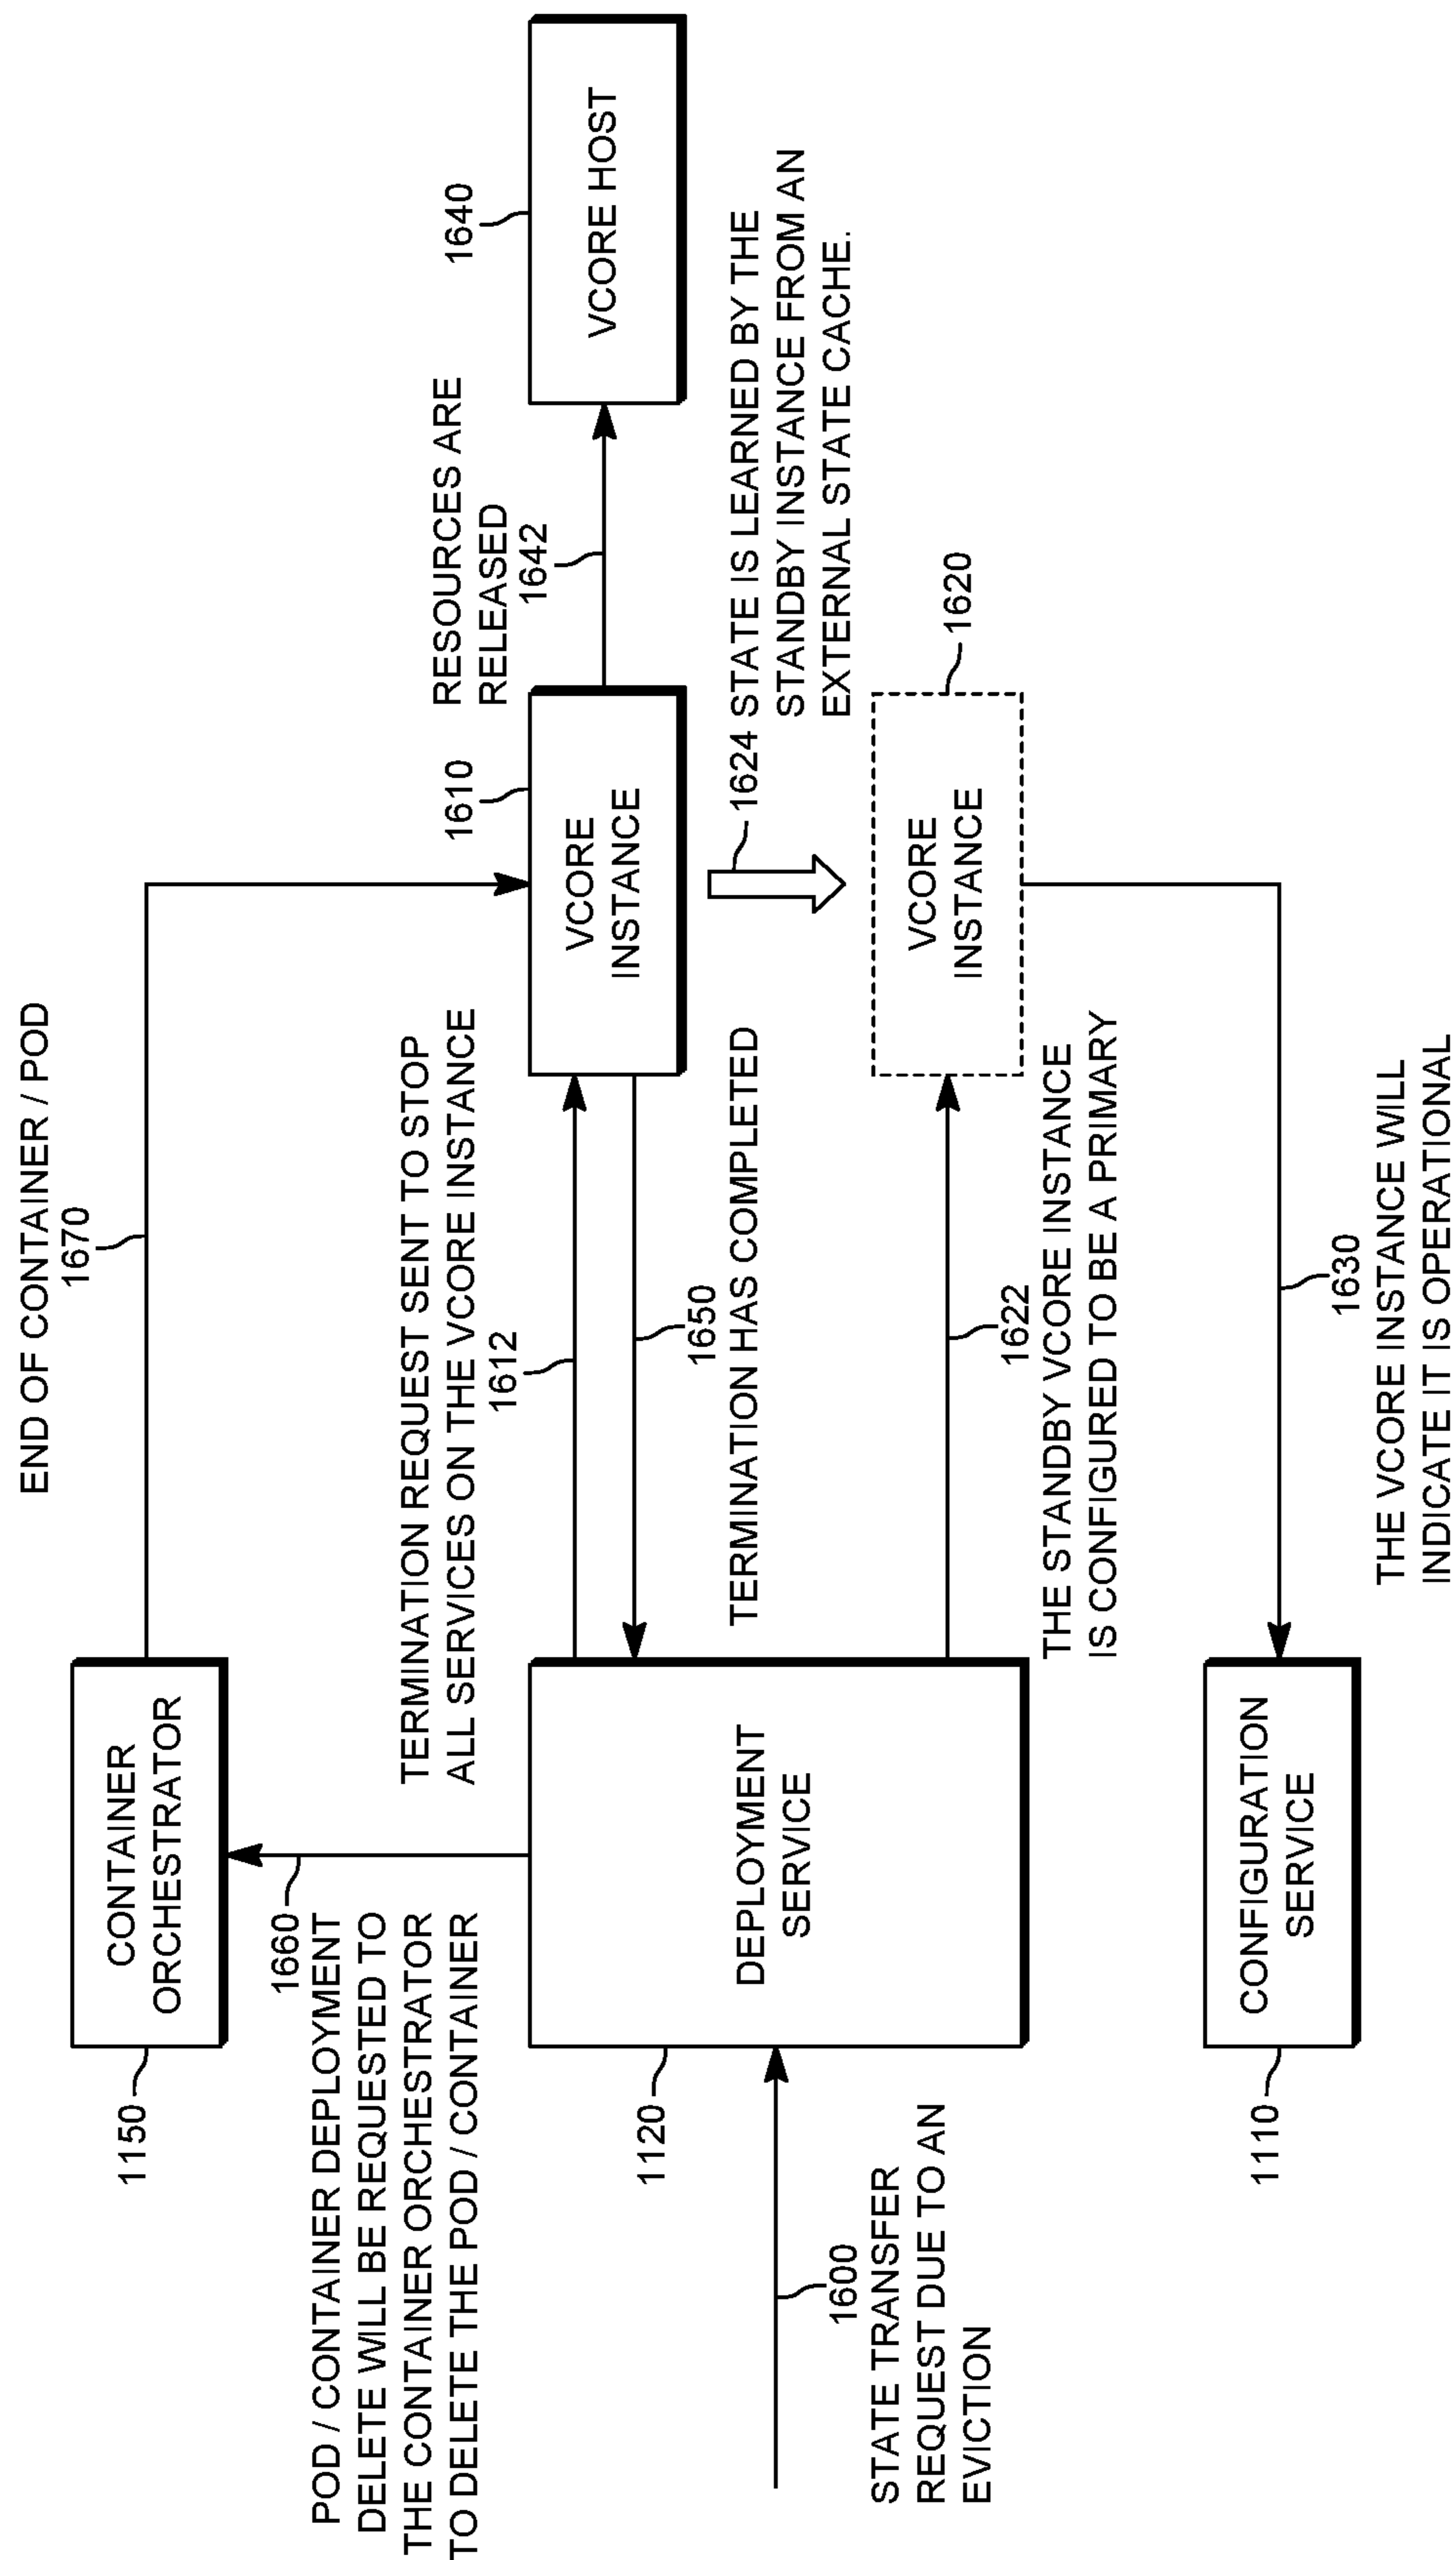 END OF CONTAINER / POD
1670
CONTAINER
ORCHESTRATOR
1150
1660
POD / CONTAINER DEPLOYMENT
DELETE WILL BE REQUESTED TO
THE CONTAINER ORCHESTRATOR
TO DELETE THE POD / CONTAINER
TERMINATION REQUEST SENT TO STOP
ALL SERVICES ON THE VCORE INSTANCE
1612
1610
VCORE
INSTANCE
RESOURCES ARE
RELEASED
1642
1640
VCORE HOST
1650
TERMINATION HAS COMPLETED
1624 STATE IS LEARNED BY THE
STANDBY INSTANCE FROM AN
EXTERNAL STATE CACHE.
DEPLOYMENT
SERVICE
1120
1600
STATE TRANSFER
REQUEST DUE TO AN
EVICTION
VCORE
INSTANCE
1620
1622
THE STANDBY VCORE INSTANCE
IS CONFIGURED TO BE A PRIMARY
CONFIGURATION
SERVICE
1110
1630
THE VCORE INSTANCE WILL
INDICATE IT IS OPERATIONAL